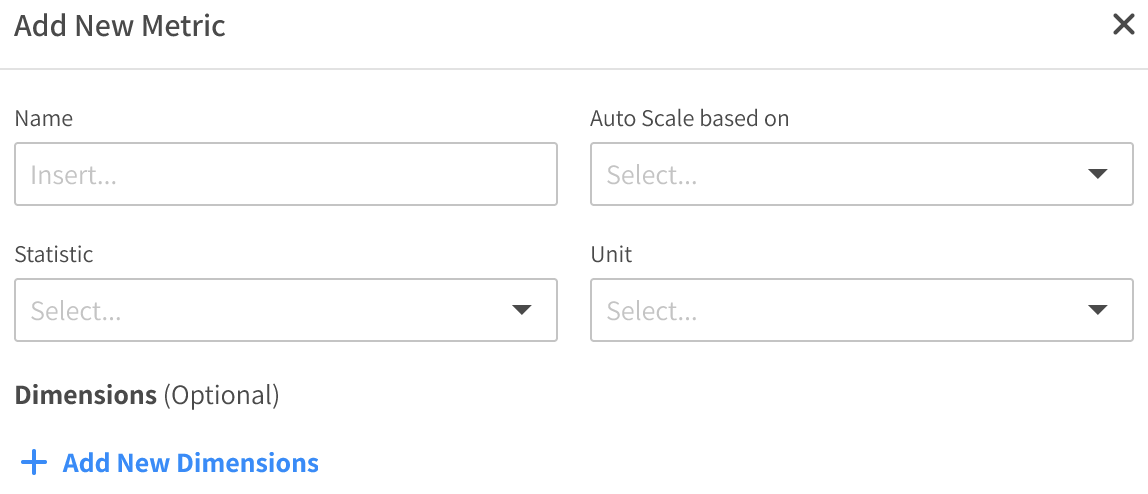 Add New Metric
Name
Auto Scale based on
Insert...
Select...
Statistic
Unit
Select...
Select...
Dimensions (Optional)
+ Add New Dimensions